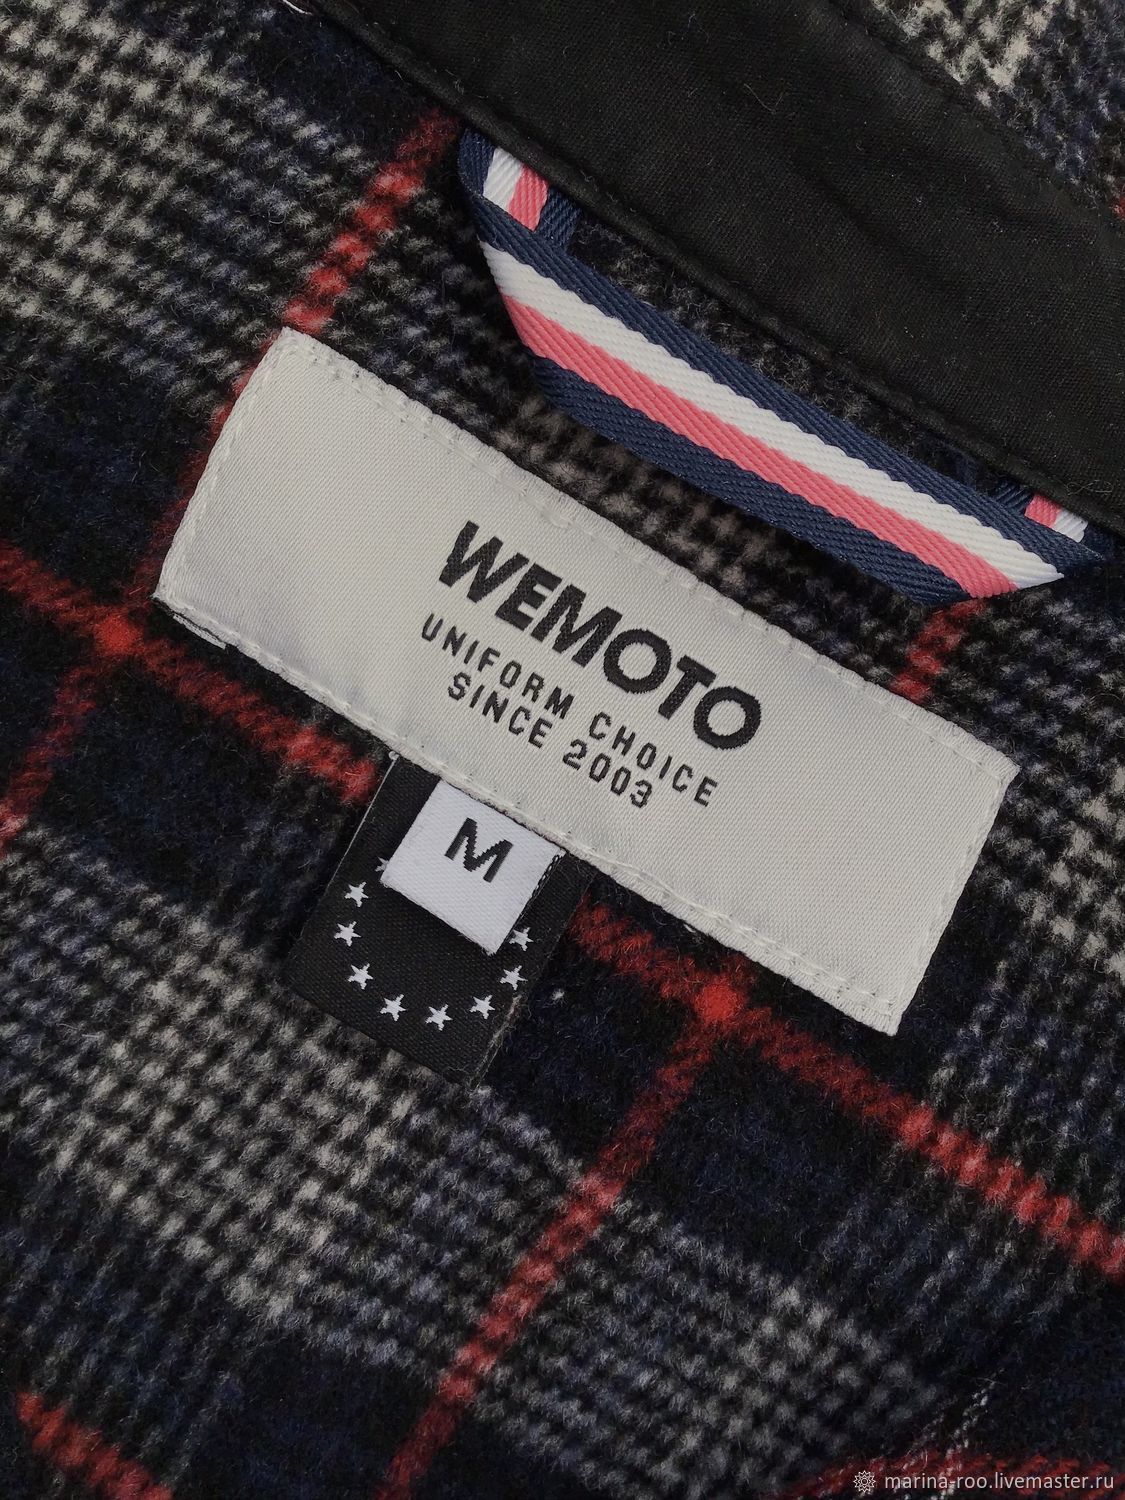 WEMOTO
UNIFORM CHOICE
SINCE 2003
M
marina-roo.livemaster.ru